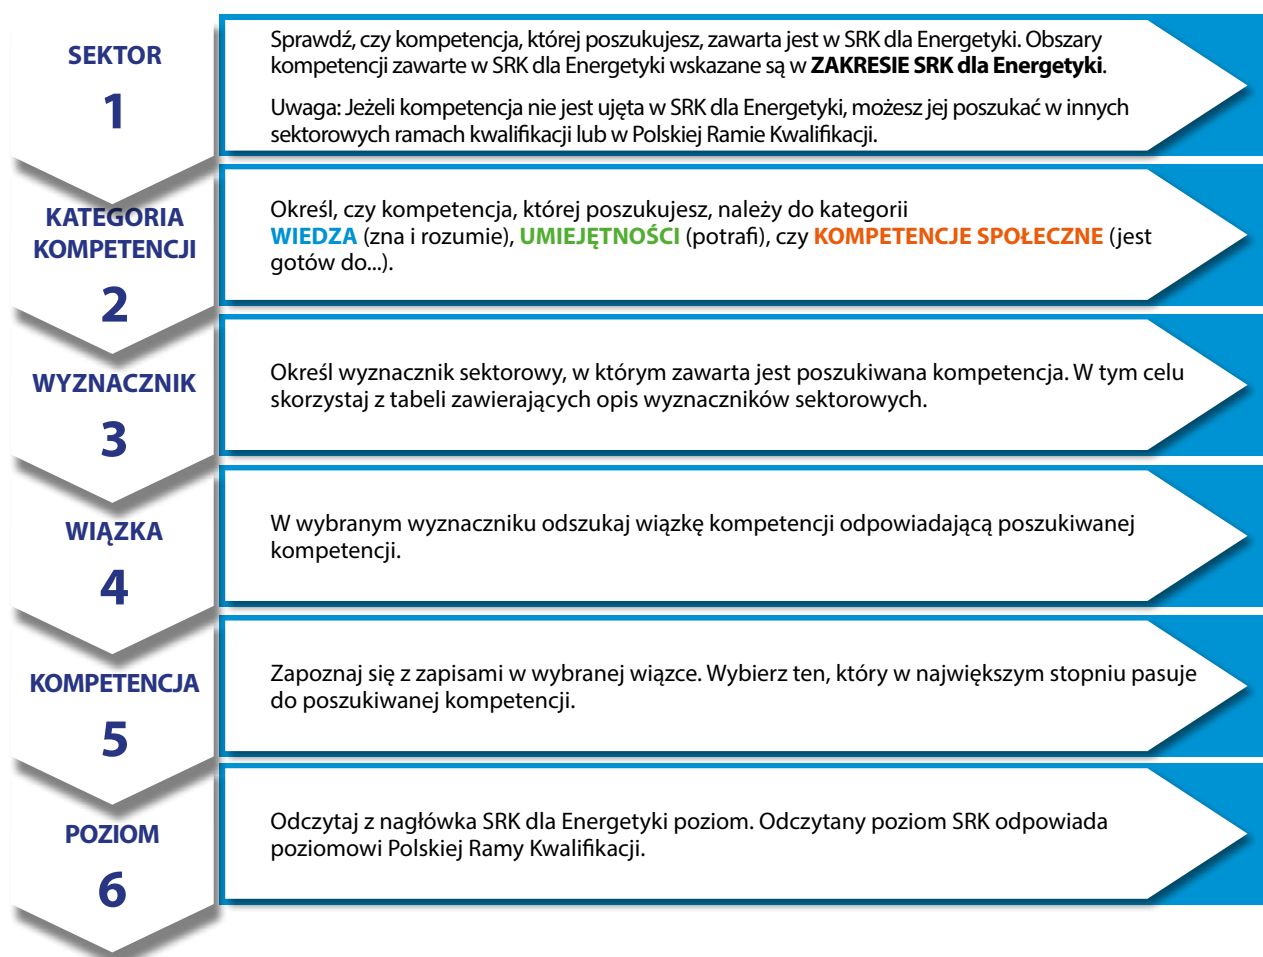 SEKTOR
1
Sprawdź, czy kompetencja, której poszukujesz, zawarta jest w SRK dla Energetyki. Obszary
kompetencji zawarte w SRK dla Energetyki wskazane są w ZAKRESIE SRK dla Energetyki.
Uwaga: Jeżeli kompetencja nie jest ujęta w SRK dla Energetyki, możesz jej poszukać w innych
sektorowych ramach kwalifikacji lub w Polskiej Ramie Kwalifikacji.
KATEGORIA
KOMPETENCJI
2
Określ, czy kompetencja, której poszukujesz, należy do kategorii
WIEDZA (zna i rozumie), UMIEJĘTNOŚCI (potrafi), czy KOMPETENCJE SPOŁECZNE (jest
gotów do...).
WYZNACZNIK
3
Określ wyznacznik sektorowy, w którym zawarta jest poszukiwana kompetencja. W tym celu
skorzystaj z tabeli zawierających opis wyznaczników sektorowych.
WIĄZKA
4
W wybranym wyznaczniku odszukaj wiązkę kompetencji odpowiadającą poszukiwanej
kompetencji.
KOMPETENCJA
5
Zapoznaj się z zapisami w wybranej wiązce. Wybierz ten, który w największym stopniu pasuje
do poszukiwanej kompetencji.
POZIOM
6
Odczytaj z nagłówka SRK dla Energetyki poziom. Odczytany poziom SRK odpowiada
poziomowi Polskiej Ramy Kwalifikacji.